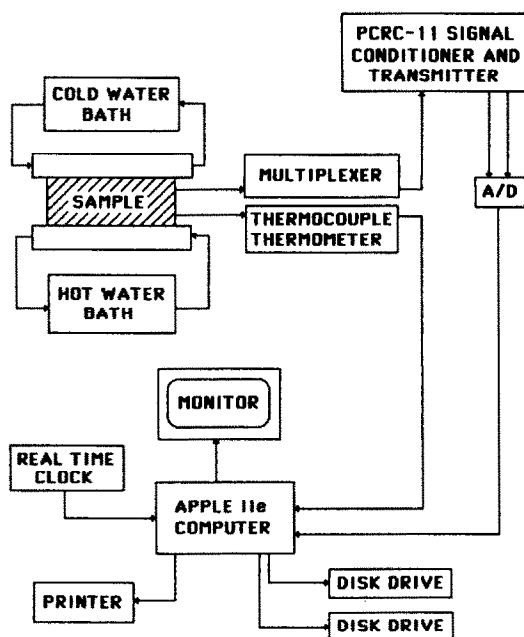 PCRC-11 SIGNAL
CONDITIONER AND
TRANSMITTER
COLD WATER
BATH
MULTIPLEXER
A/D
SAMPLE
THERMOCOUPLE
THERMOMETER
HOT WATER
BATH
MONITOR
REAL TIME
CLOCK
APPLE IIe
COMPUTER
DISK DRIVE
PRINTER
DISK DRIVE